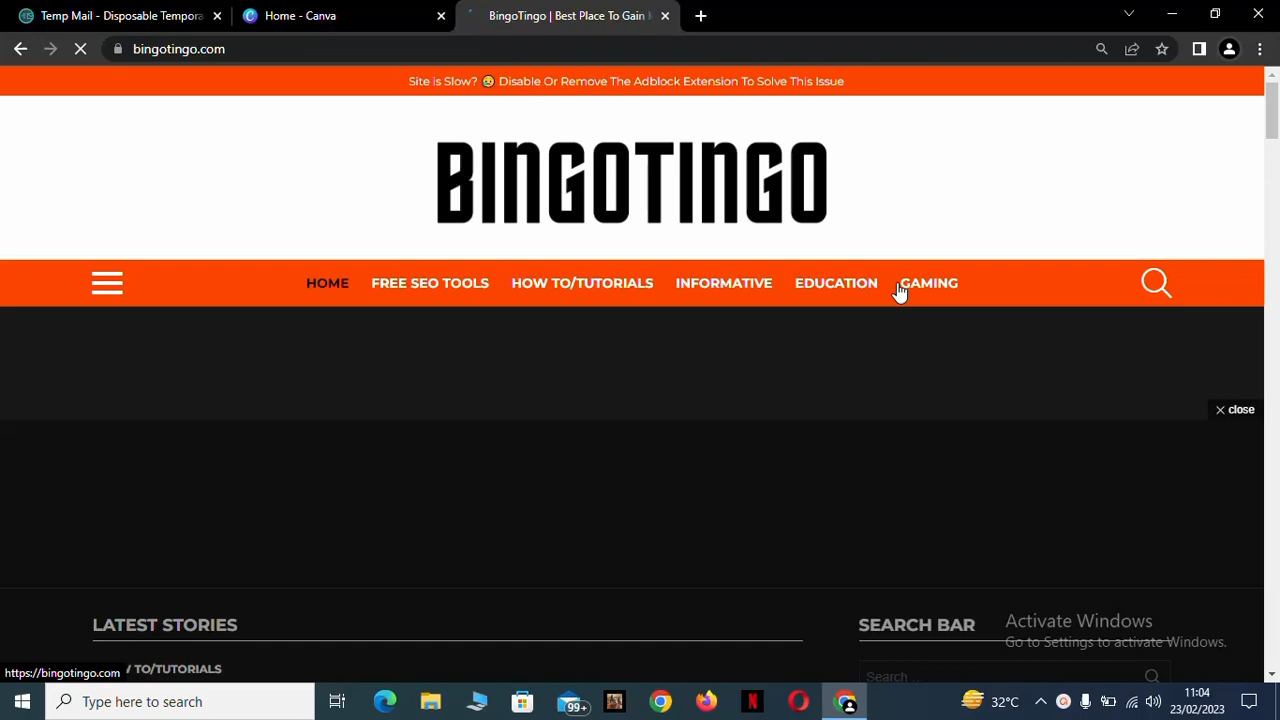 Temp Mail - Disposable Tempora
Home - Canva
BingoTingo | Best Place To Gain
bingotingo.com
Site is Slow? 😥 Disable Or Remove The Adblock Extension To Solve This Issue
BINGOTINGO
HOME
FREE SEO TOOLS
HOW TO/TUTORIALS
INFORMATIVE
EDUCATION
GAMING
close
LATEST STORIES
SEARCH BAR
Activate Windows
Go to Settings to activate Windows.
TO/TUTORIALS
https://bingotingo.com
Search ...
Type here to search
99+
32°C
11:04
23/02/2023